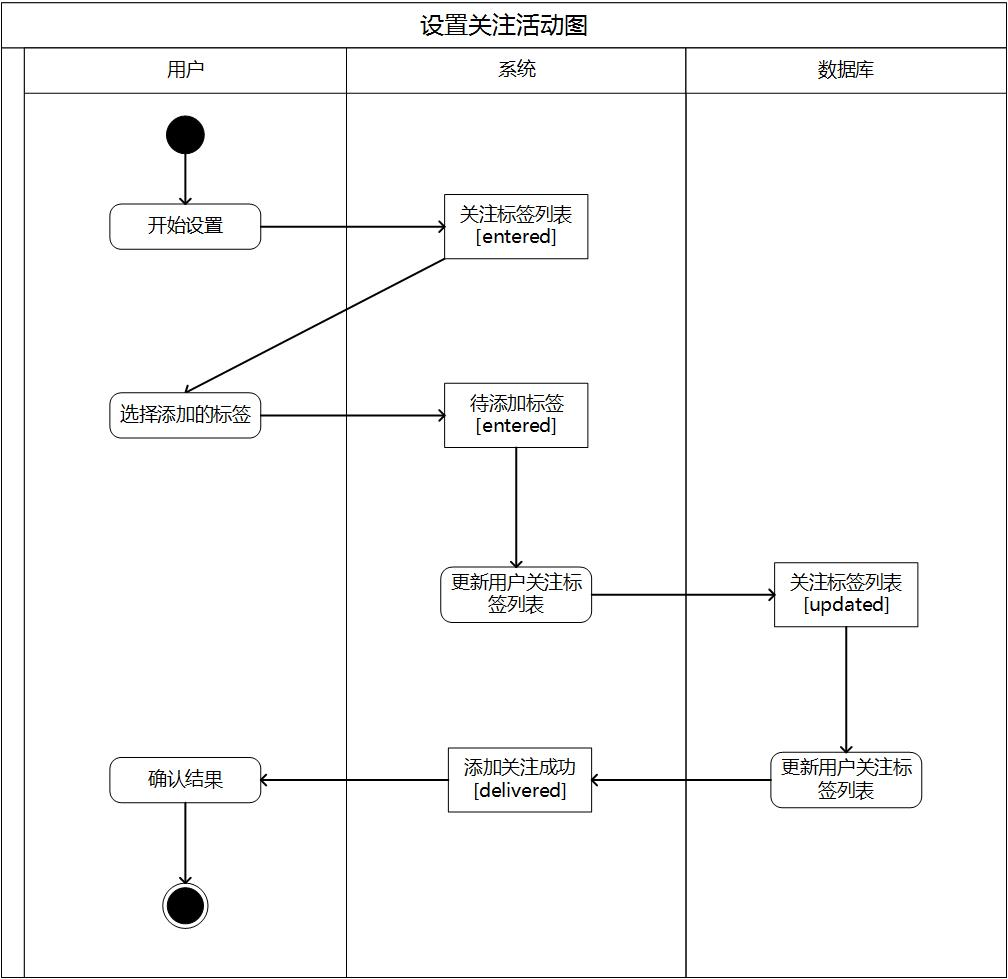 设置关注活动图
用户
系统
数据库
开始设置
关注标签列表
[entered]
选择添加的标签
待添加标签
[entered]
更新用户关注标
签列表
关注标签列表
[updated]
确认结果
添加关注成功
[delivered]
更新用户关注标
签列表